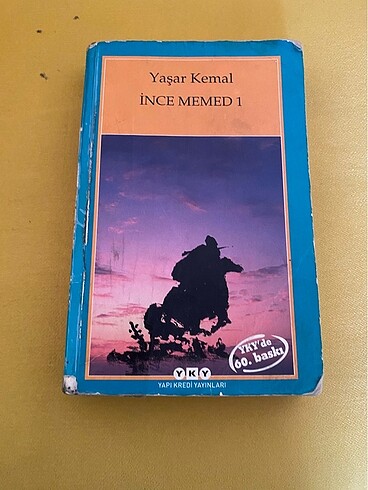 Yaşar Kemal
İNCE MEMED 1
YKY'de
60. baskı
YKY
YAPI KREDİ YAYINLARI